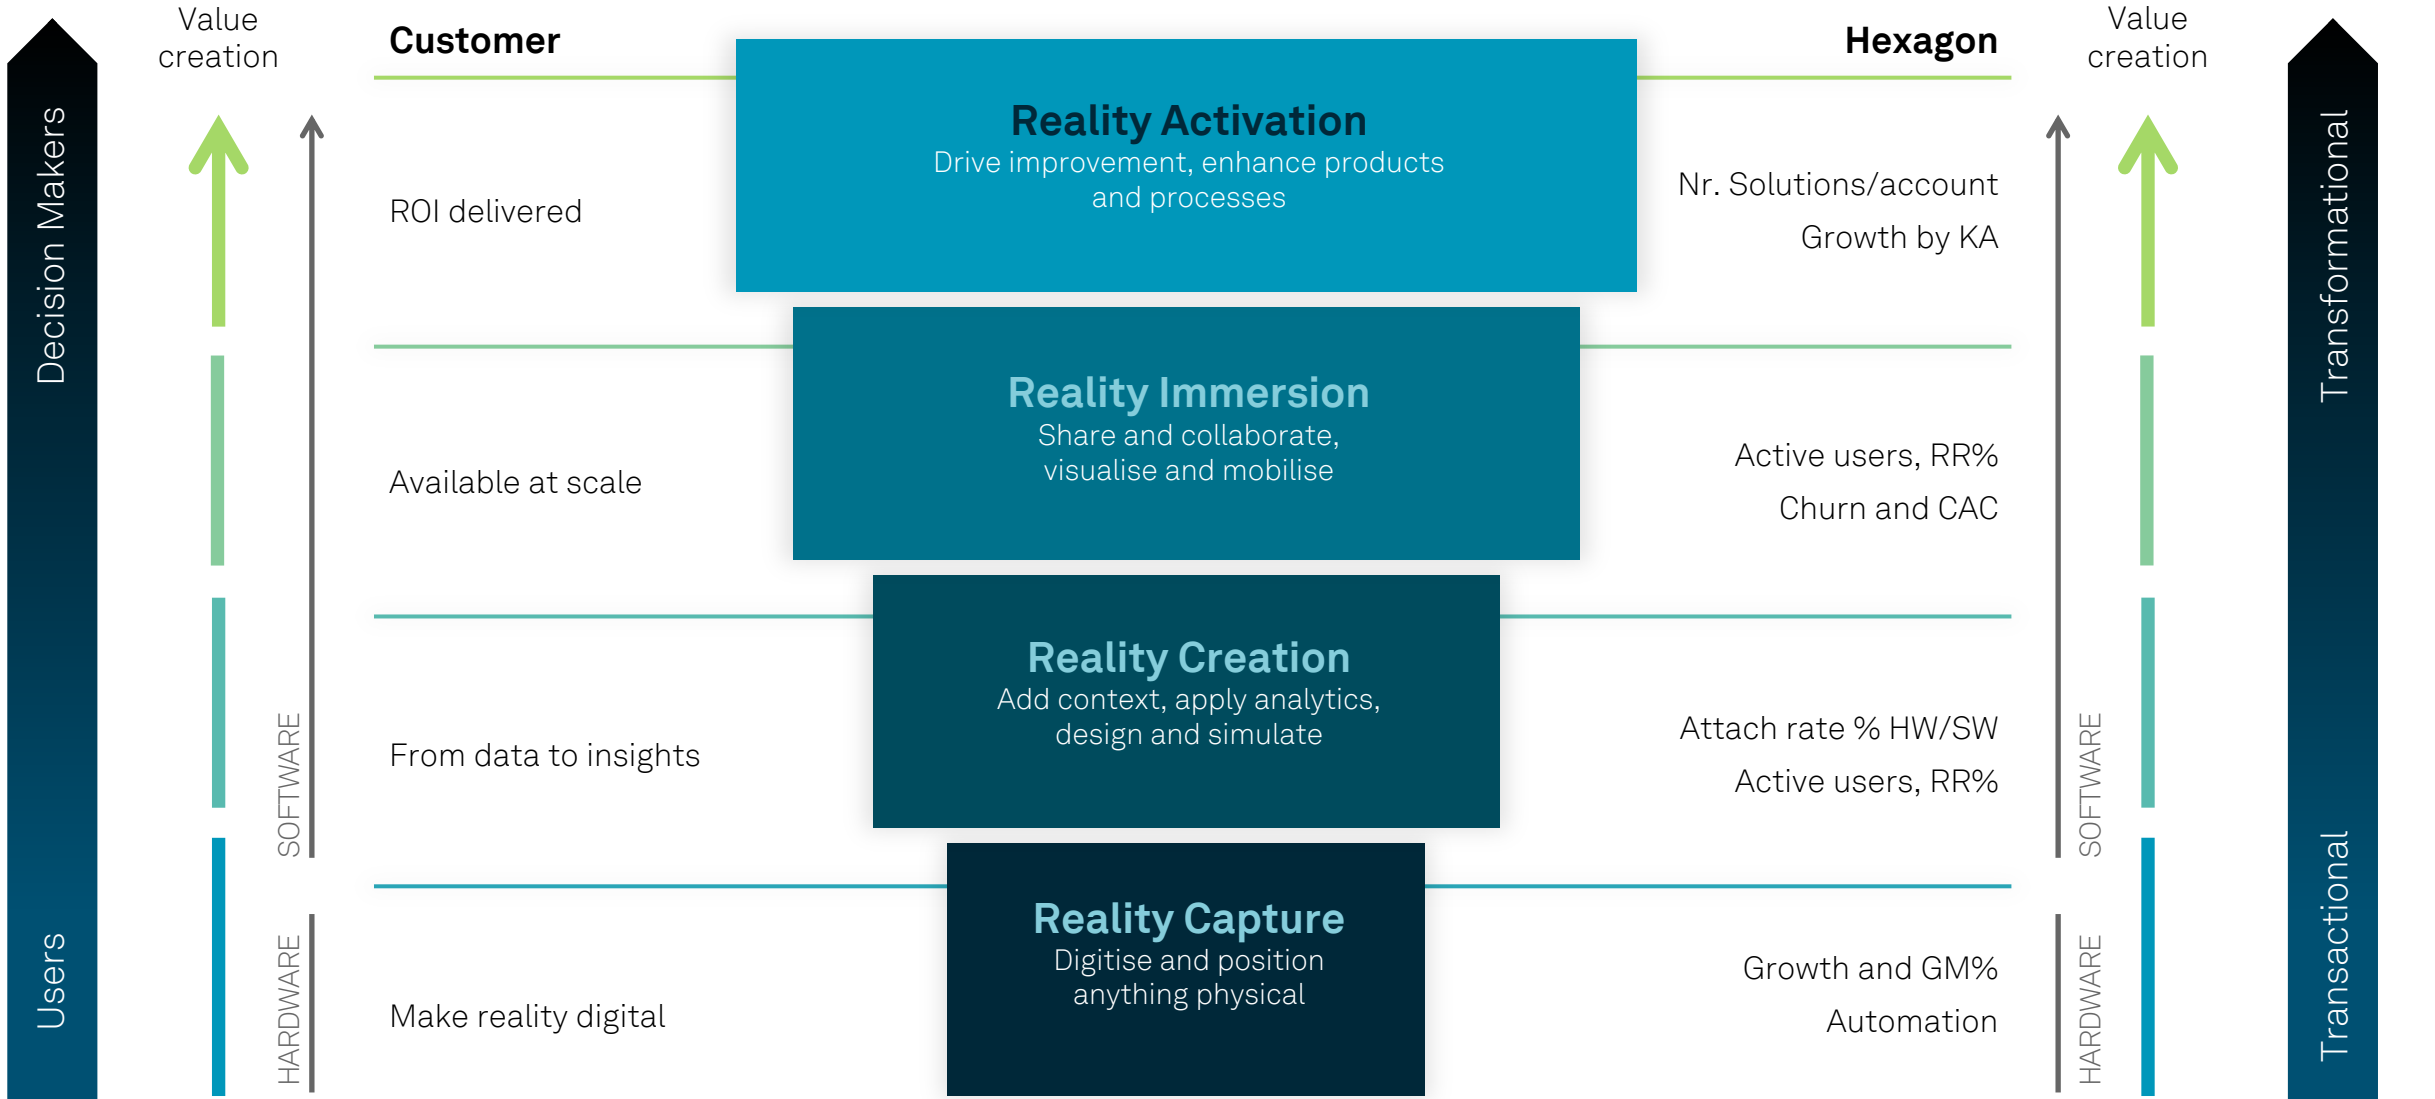 Value
creation
Customer
Hexagon
Value
creation
Decision Makers
Users
SOFTWARE
HARDWARE
ROI delivered
Reality Activation
Drive improvement, enhance products
and processes
Nr. Solutions/account
Growth by KA
Available at scale
Reality Immersion
Share and collaborate,
visualise and mobilise
Active users, RR%
Churn and CAC
From data to insights
Reality Creation
Add context, apply analytics,
design and simulate
Attach rate % HW/SW
Active users, RR%
Make reality digital
Reality Capture
Digitise and position
anything physical
Growth and GM%
Automation
SOFTWARE
HARDWARE
Transformational
Transactional